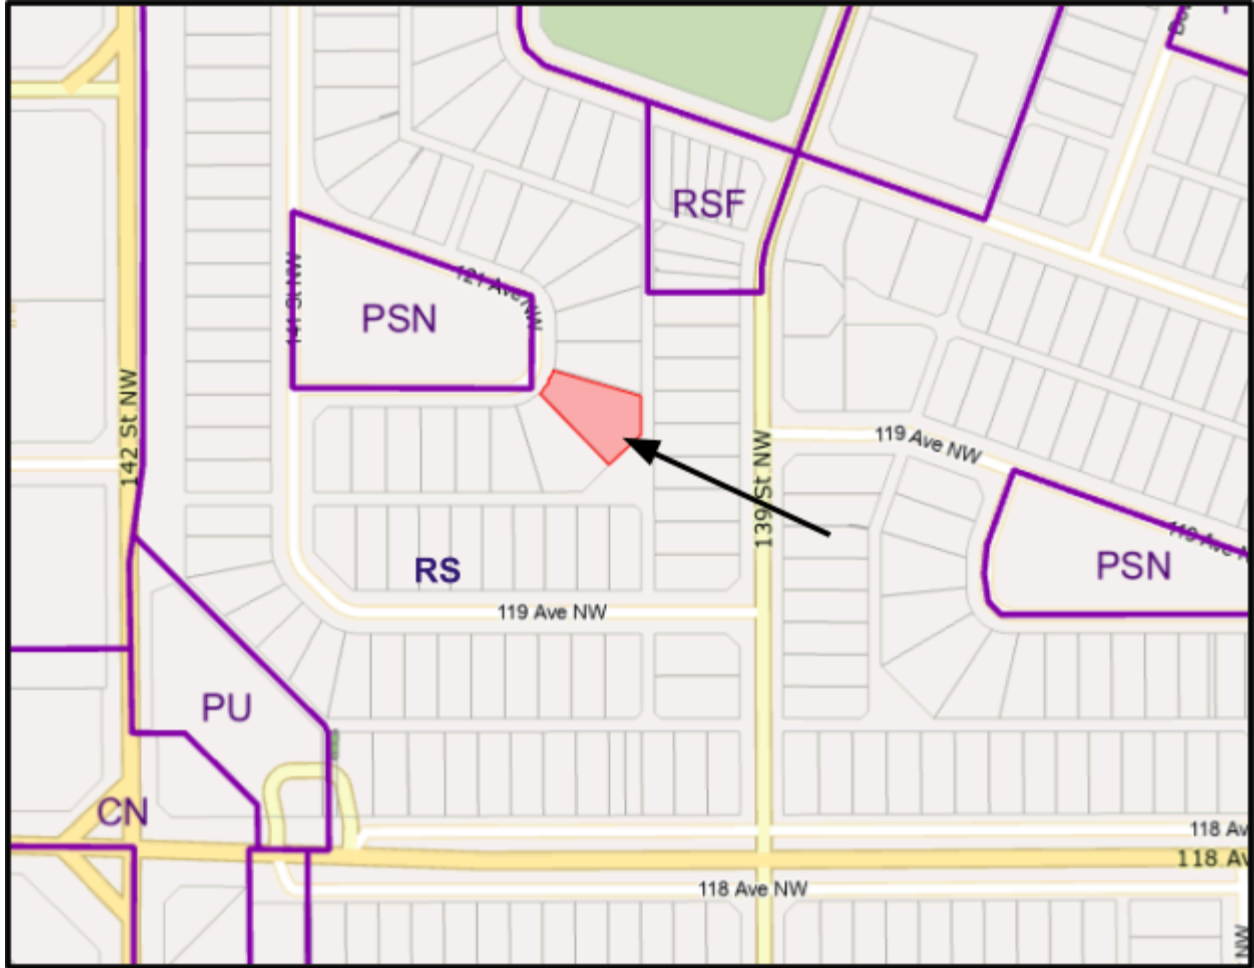 RSF
121 Ave NW
141 St NW
PSN
142 St NW
119 Ave NW
139 St NW
PSN
RS
119 Ave NW
PU
CN
118 Av
118 Av
118 Ave NW
NW